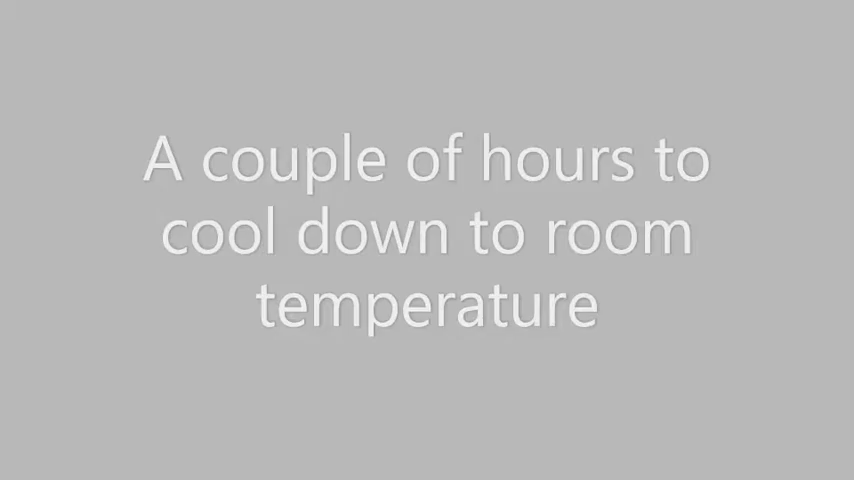 A couple of hours to
cool down to room
temperature